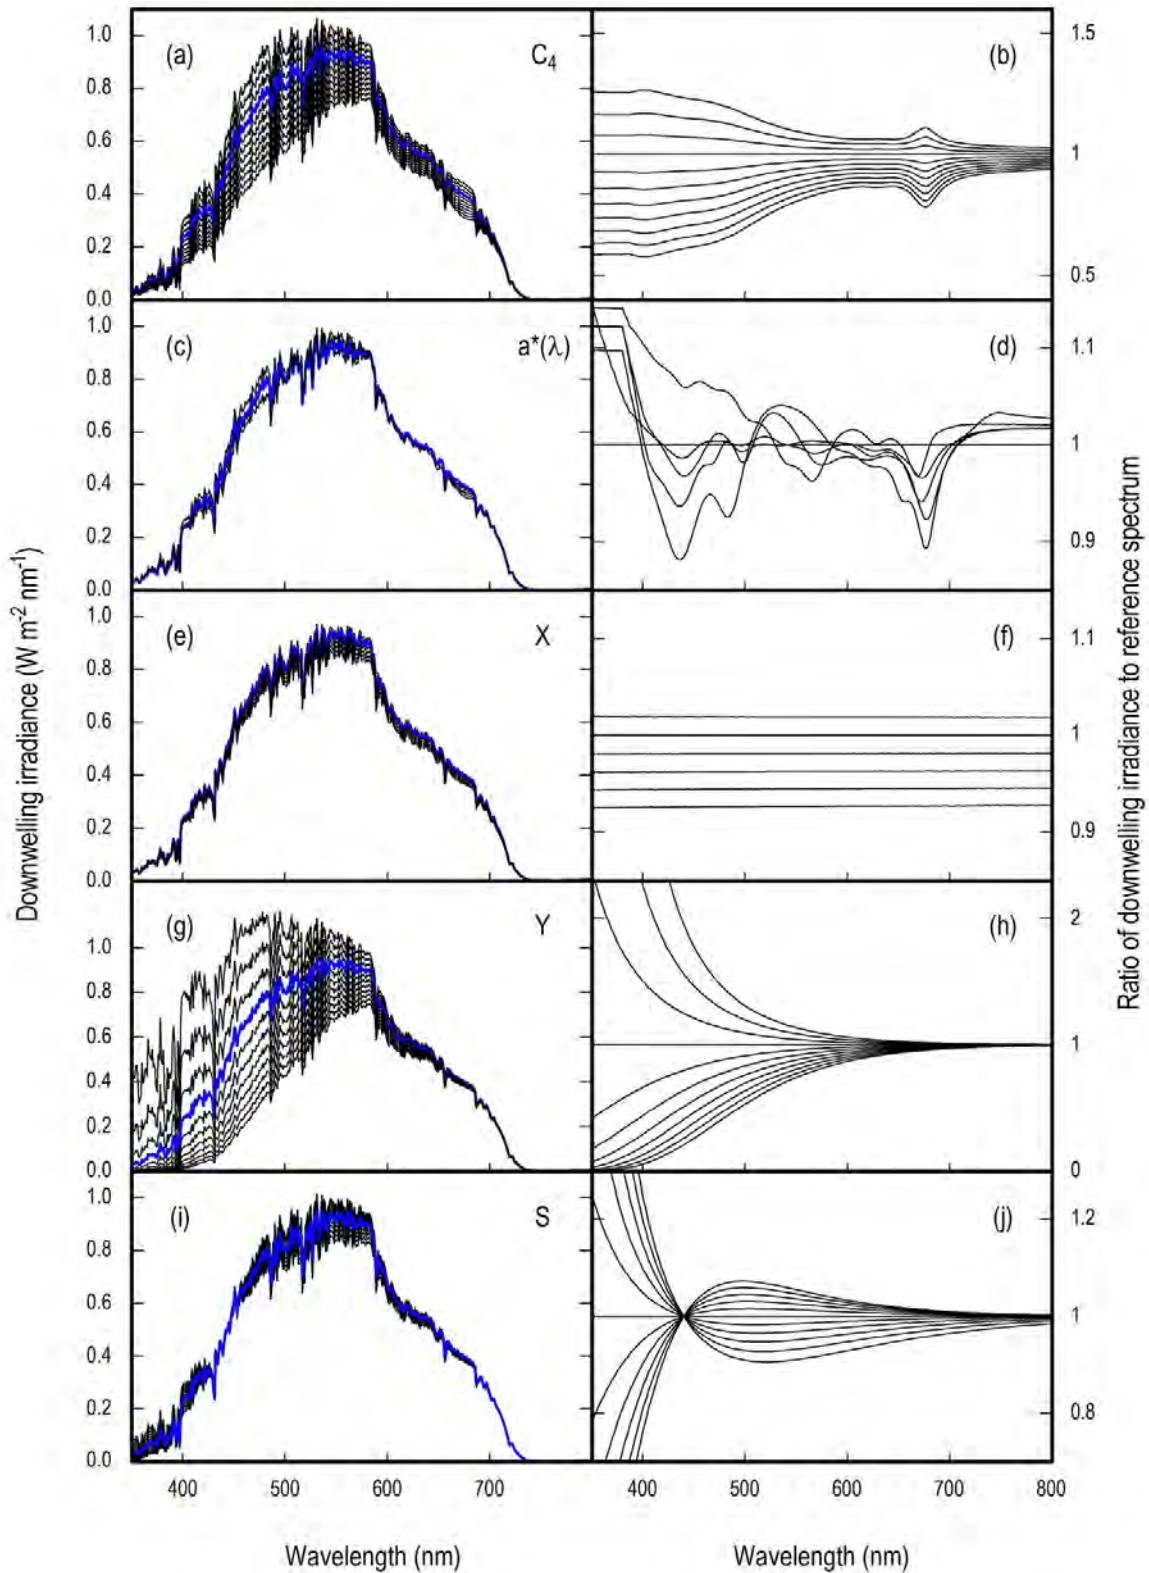 1.0
0.8
0.6
0.4
0.2
0.0
(a)
C4
(b)
1.5
1
0.5
1.0
0.8
0.6
0.4
0.2
0.0
(c)
a*(λ)
(d)
1.1
1
0.9
1.0
0.8
0.6
0.4
0.2
0.0
(e)
X
(f)
1.1
1
0.9
1.0
0.8
0.6
0.4
0.2
0.0
(g)
Y
(h)
2
1
0
1.0
0.8
0.6
0.4
0.2
0.0
(i)
S
(j)
1.2
1
0.8
400 500 600 700
400 500 600 700 800
Wavelength (nm)
Wavelength (nm)
Downwelling irradiance (W m-2 nm-1)
Ratio of downwelling irradiance to reference spectrum